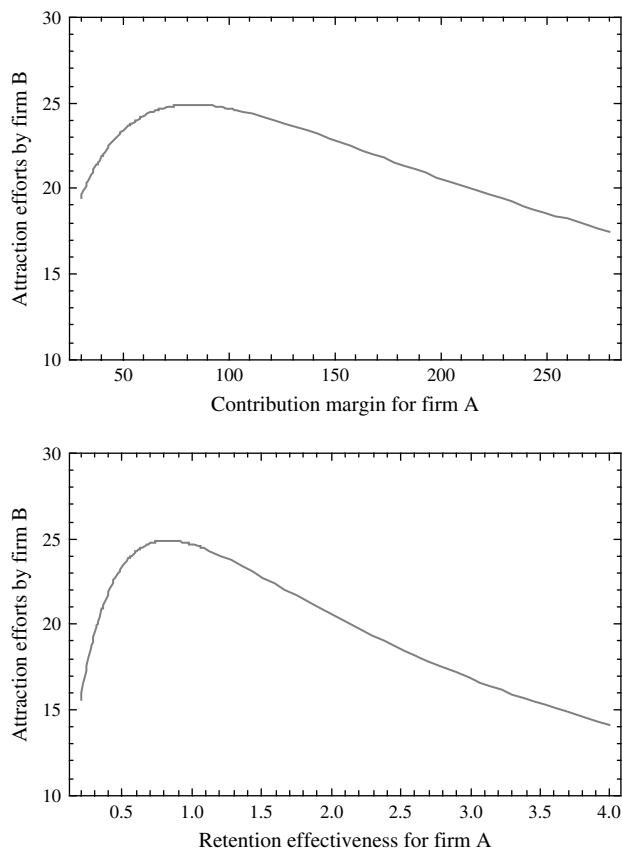 30
25
20
15
10
Attraction efforts by firm B
50 100 150 200 250
Contribution margin for firm A
30
25
20
15
10
Attraction efforts by firm B
0.5 1.0 1.5 2.0 2.5 3.0 3.5 4.0
Retention effectiveness for firm A